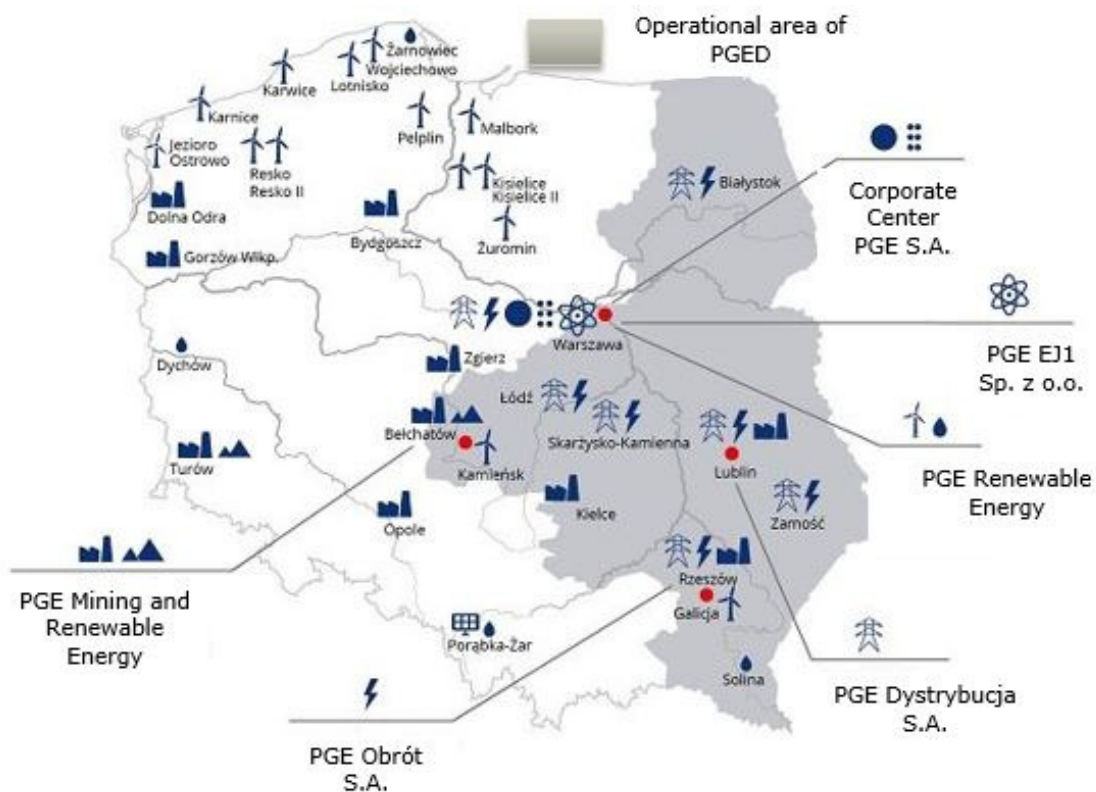 Operational area of
PGED
Żarnowiec
Wojciechowo
Lotnisko
Karwice
Karnice
Pelplin
Malbork
Jezioro
Ostrowo
Resko
Resko II
Kisielice
Kisielice II
Białystok
Corporate
Center
PGE S.A.
Dolna Odra
Żuromin
Bydgoszcz
Gorzów Wlkp.
Warszawa
PGE EJ1
Sp. z o.o.
Dychów
Zgierz
Łódź
Bełchatów
Skarżysko-Kamienna
Turów
Kamieńsk
Lublin
PGE Renewable
Energy
Opole
Kielce
Zamość
PGE Mining and
Renewable
Energy
Rzeszów
Galicja
Porąbka-Żar
Solina
PGE Dystrybucja
S.A.
PGE Obrót
S.A.